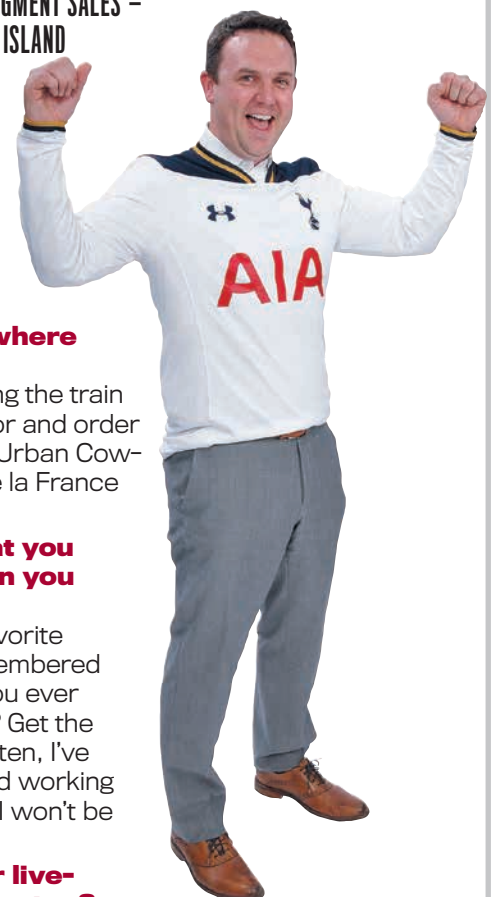 SALES –
ISLAND
where
ng the train
or and order
Urban Cow-
e la France
at you
n you
vorite
embered
ou ever
? Get the
ten, I've
d working
I won't be
r live-
AIA